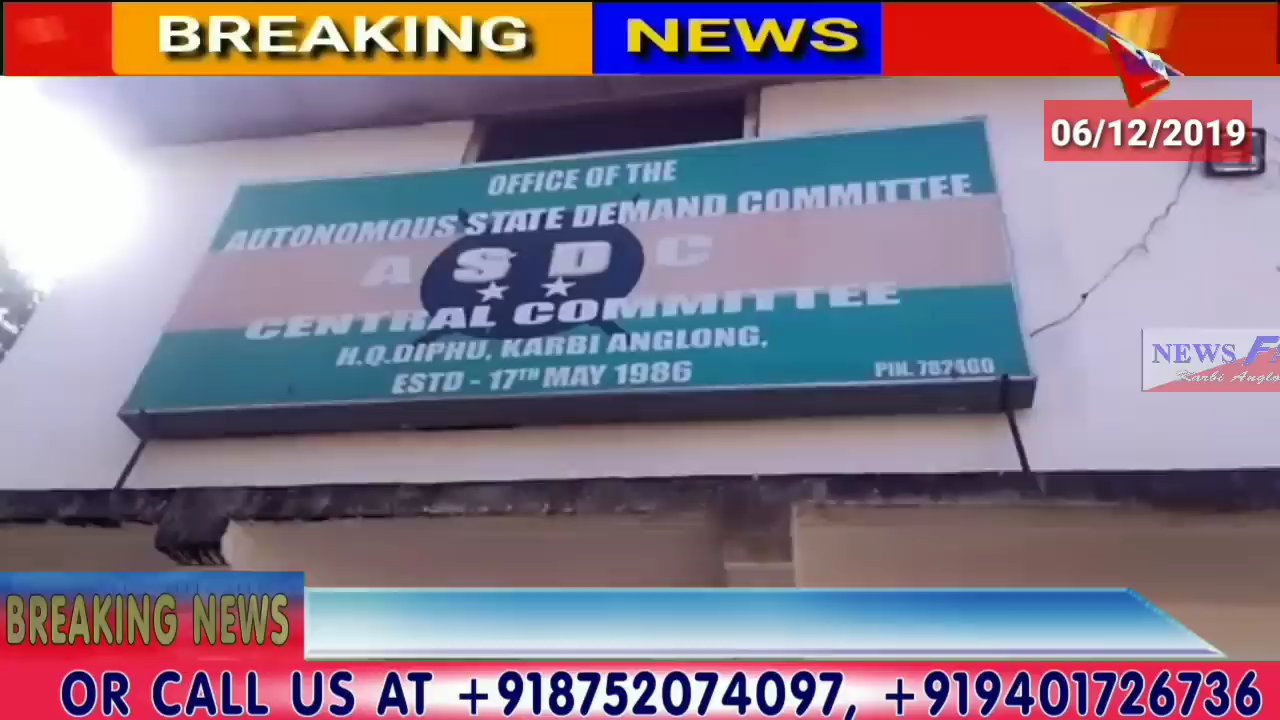 BREAKING NEWS
06/12/2019
OFFICE OF THE
AUTONOMOUS STATE DEMAND COMMITTEE
A S D C
CENTRAL COMMITTEE
H.Q.DIPHU, KARBI ANGLONG,
ESTD - 17TH MAY 1986
PIN. 782460
NEWS
Karbi
BREAKING NEWS
OR CALL US AT +918752074097, +919401726736